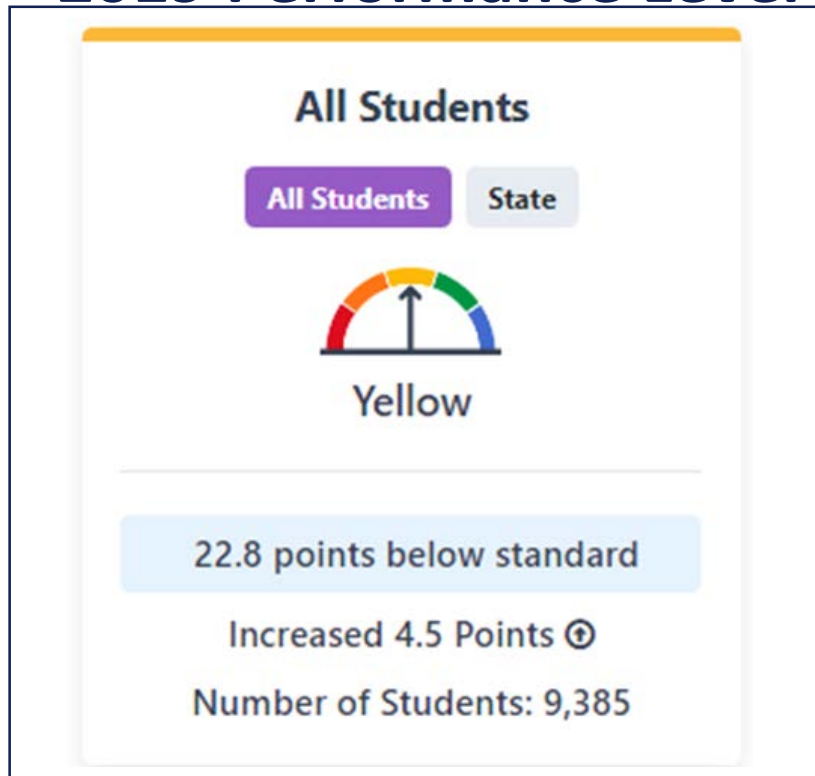 All Students
All Students State
Yellow
22.8 points below standard
Increased 4.5 Points
Number of Students: 9,385